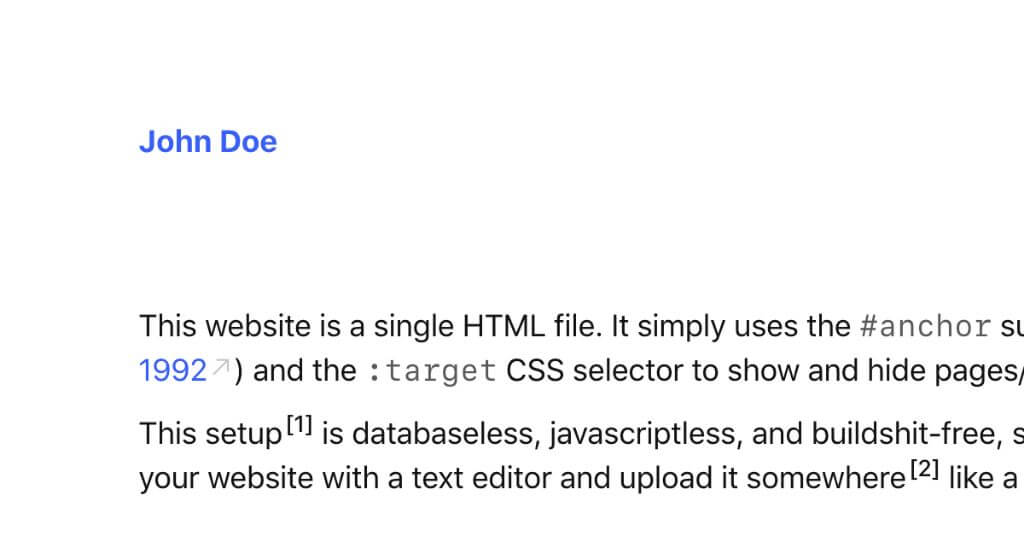 John Doe
This website is a single HTML file. It simply uses the #anchor su
1992↗) and the :target CSS selector to show and hide pages/
This setup[1] is databaseless, javascriptless, and buildshit-free, s
your website with a text editor and upload it somewhere[2] like a